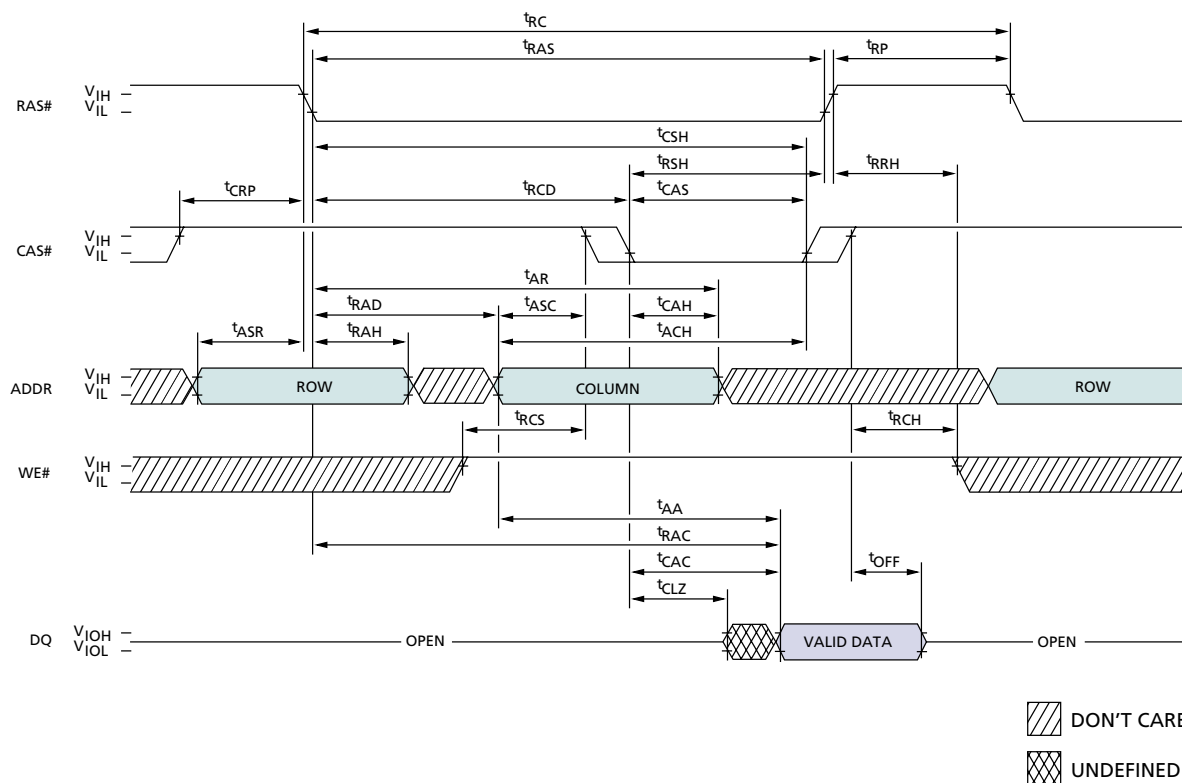 tRC
tRAS
tRP
RAS#
VIH
VIL
tCSH
tRSH
tRRH
tCRP
tRCD
tCAS
CAS#
VIH
VIL
tAR
tRAD
tASC
tCAH
tASR
tRAH
tACH
ADDR
VIH
VIL
ROW
COLUMN
ROW
tRCS
tRCH
WE#
VIH
VIL
tAA
tRAC
tCAC
tOFF
tCLZ
DQ
VIOH
VIOL
OPEN
VALID DATA
OPEN
DON'T CARE
UNDEFINED